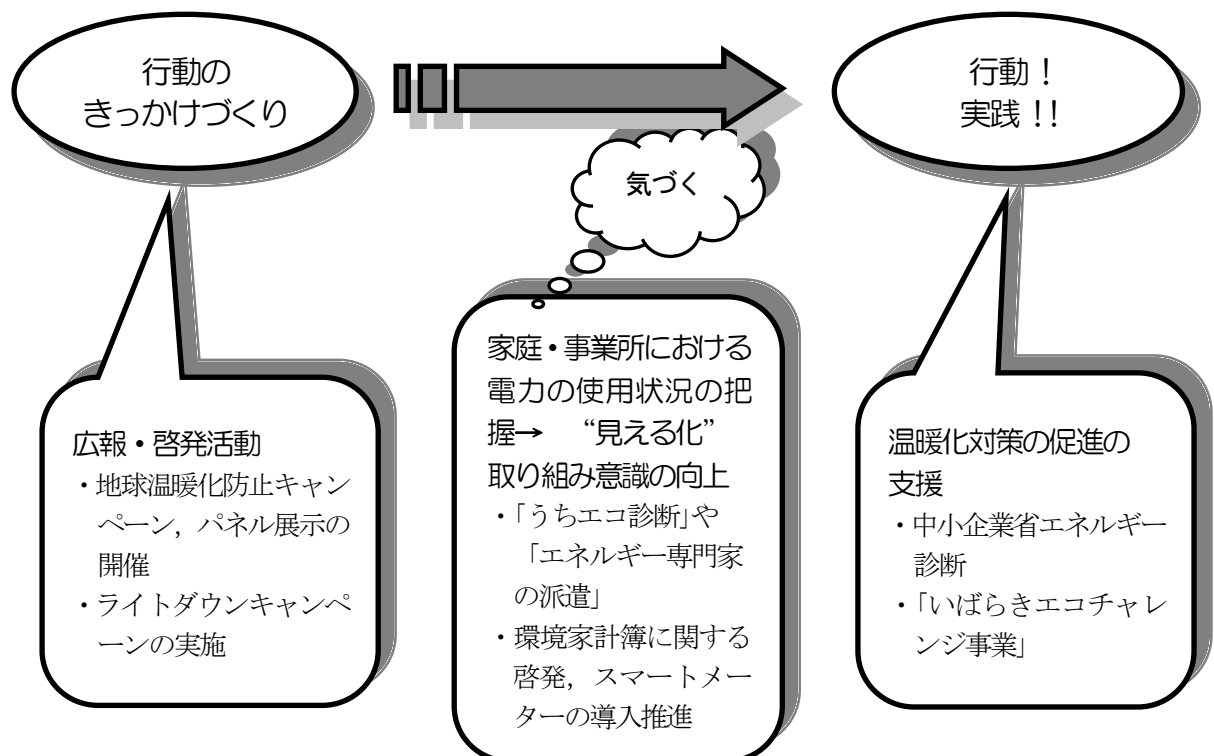 行動の
きっかけづくり
行動！
実践！！
気づく
広報・啓発活動
・地球温暖化防止キャン
ペーン，パネル展示の
開催
・ライトダウンキャンペ
ーンの実施
家庭・事業所における
電力の使用状況の把
握→　“見える化”
取り組み意識の向上
・「うちエコ診断」や
「エネルギー専門家
の派遣」
・環境家計簿に関する
啓発，スマートメー
ターの導入推進
温暖化対策の促進の
支援
・中小企業省エネルギー
診断
・「いばらきエコチャレ
ンジ事業」